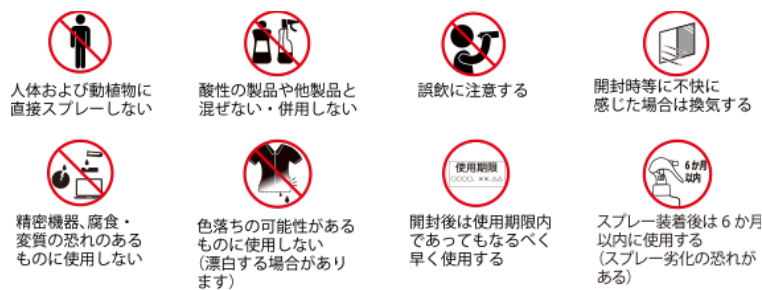 人体および動植物に
直接スプレーしない
酸性の製品や他製品と
混ぜない・併用しない
誤飲に注意する
開封時等に不快に
感じた場合は換気する
精密機器、腐食・
変質の恐れのある
ものに使用しない
色落ちの可能性がある
ものに使用しない
(漂白する場合があり
ます)
使用期限
○○○○. ××.△△
開封後は使用期限内
であってもなるべく
早く使用する
6か月
以内
スプレー装着後は6か月
以内に使用する
(スプレー劣化の恐れが
ある)